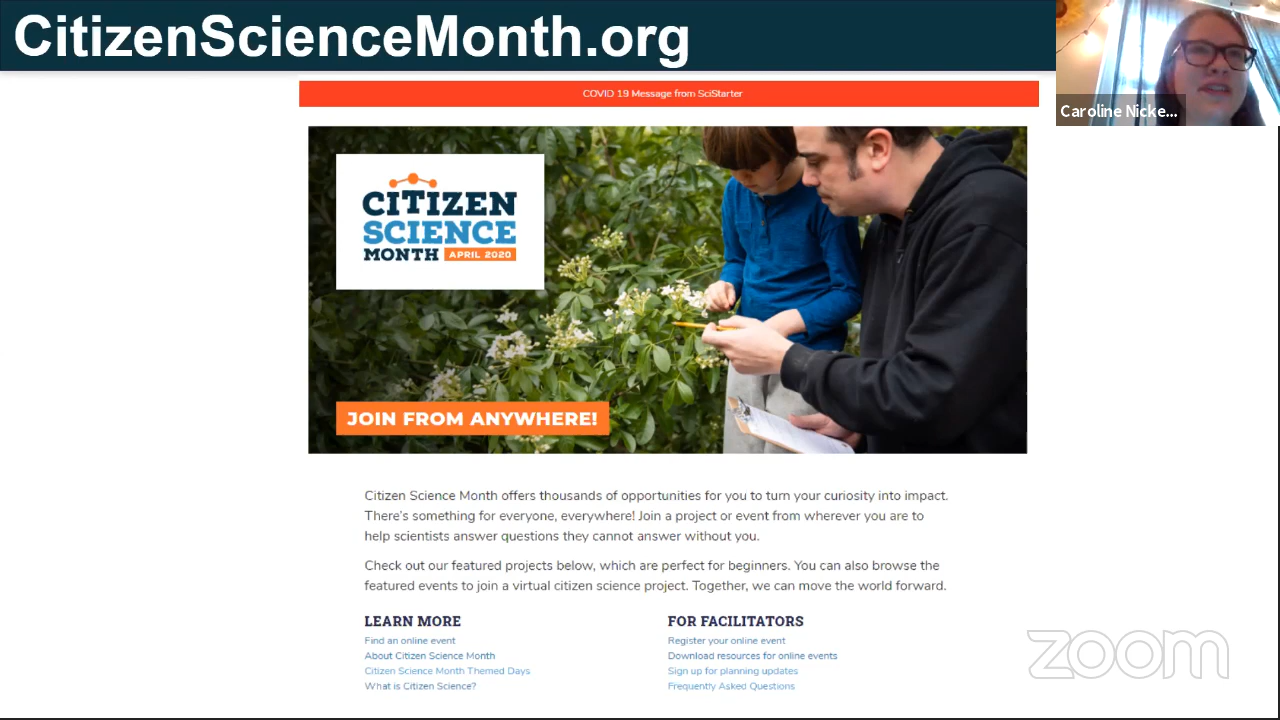 CitizenScienceMonth.org
COVID 19 Message from SciStarter
Caroline Nicke...
CITIZEN
SCIENCE
MONTH APRIL 2020
JOIN FROM ANYWHERE!
Citizen Science Month offers thousands of opportunities for you to turn your curiosity into impact.
There's something for everyone, everywhere! Join a project or event from wherever you are to
help scientists answer questions they cannot answer without you.
Check out our featured projects below, which are perfect for beginners. You can also browse the
featured events to join a virtual citizen science project. Together, we can move the world forward.
LEARN MORE
Find an online event
About Citizen Science Month
Citizen Science Month Themed Days
What is Citizen Science?
FOR FACILITATORS
Register your online event
Download resources for online events
Sign up for planning updates
Frequently Asked Questions
zoom